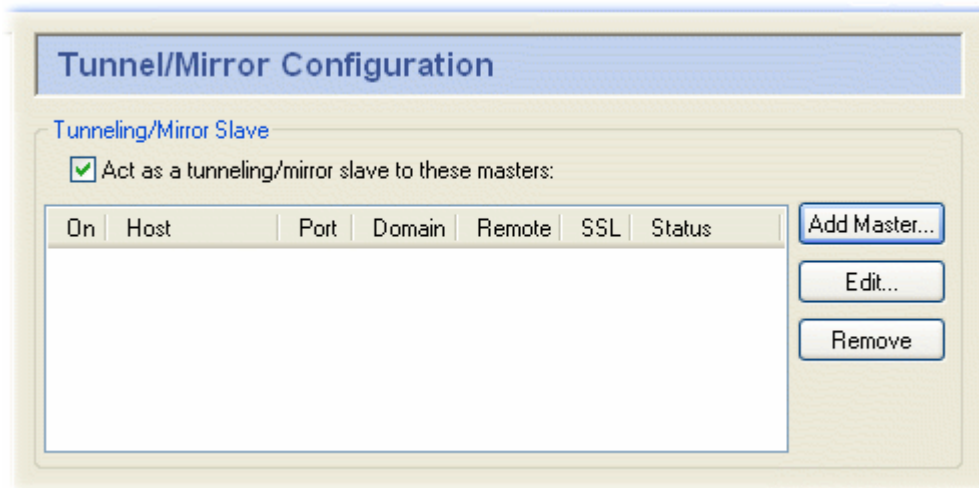 Tunnel/Mirror Configuration
Tunneling/Mirror Slave
Act as a tunneling/mirror slave to these masters:
On Host Port Domain Remote SSL Status
Add Master...
Edit...
Remove